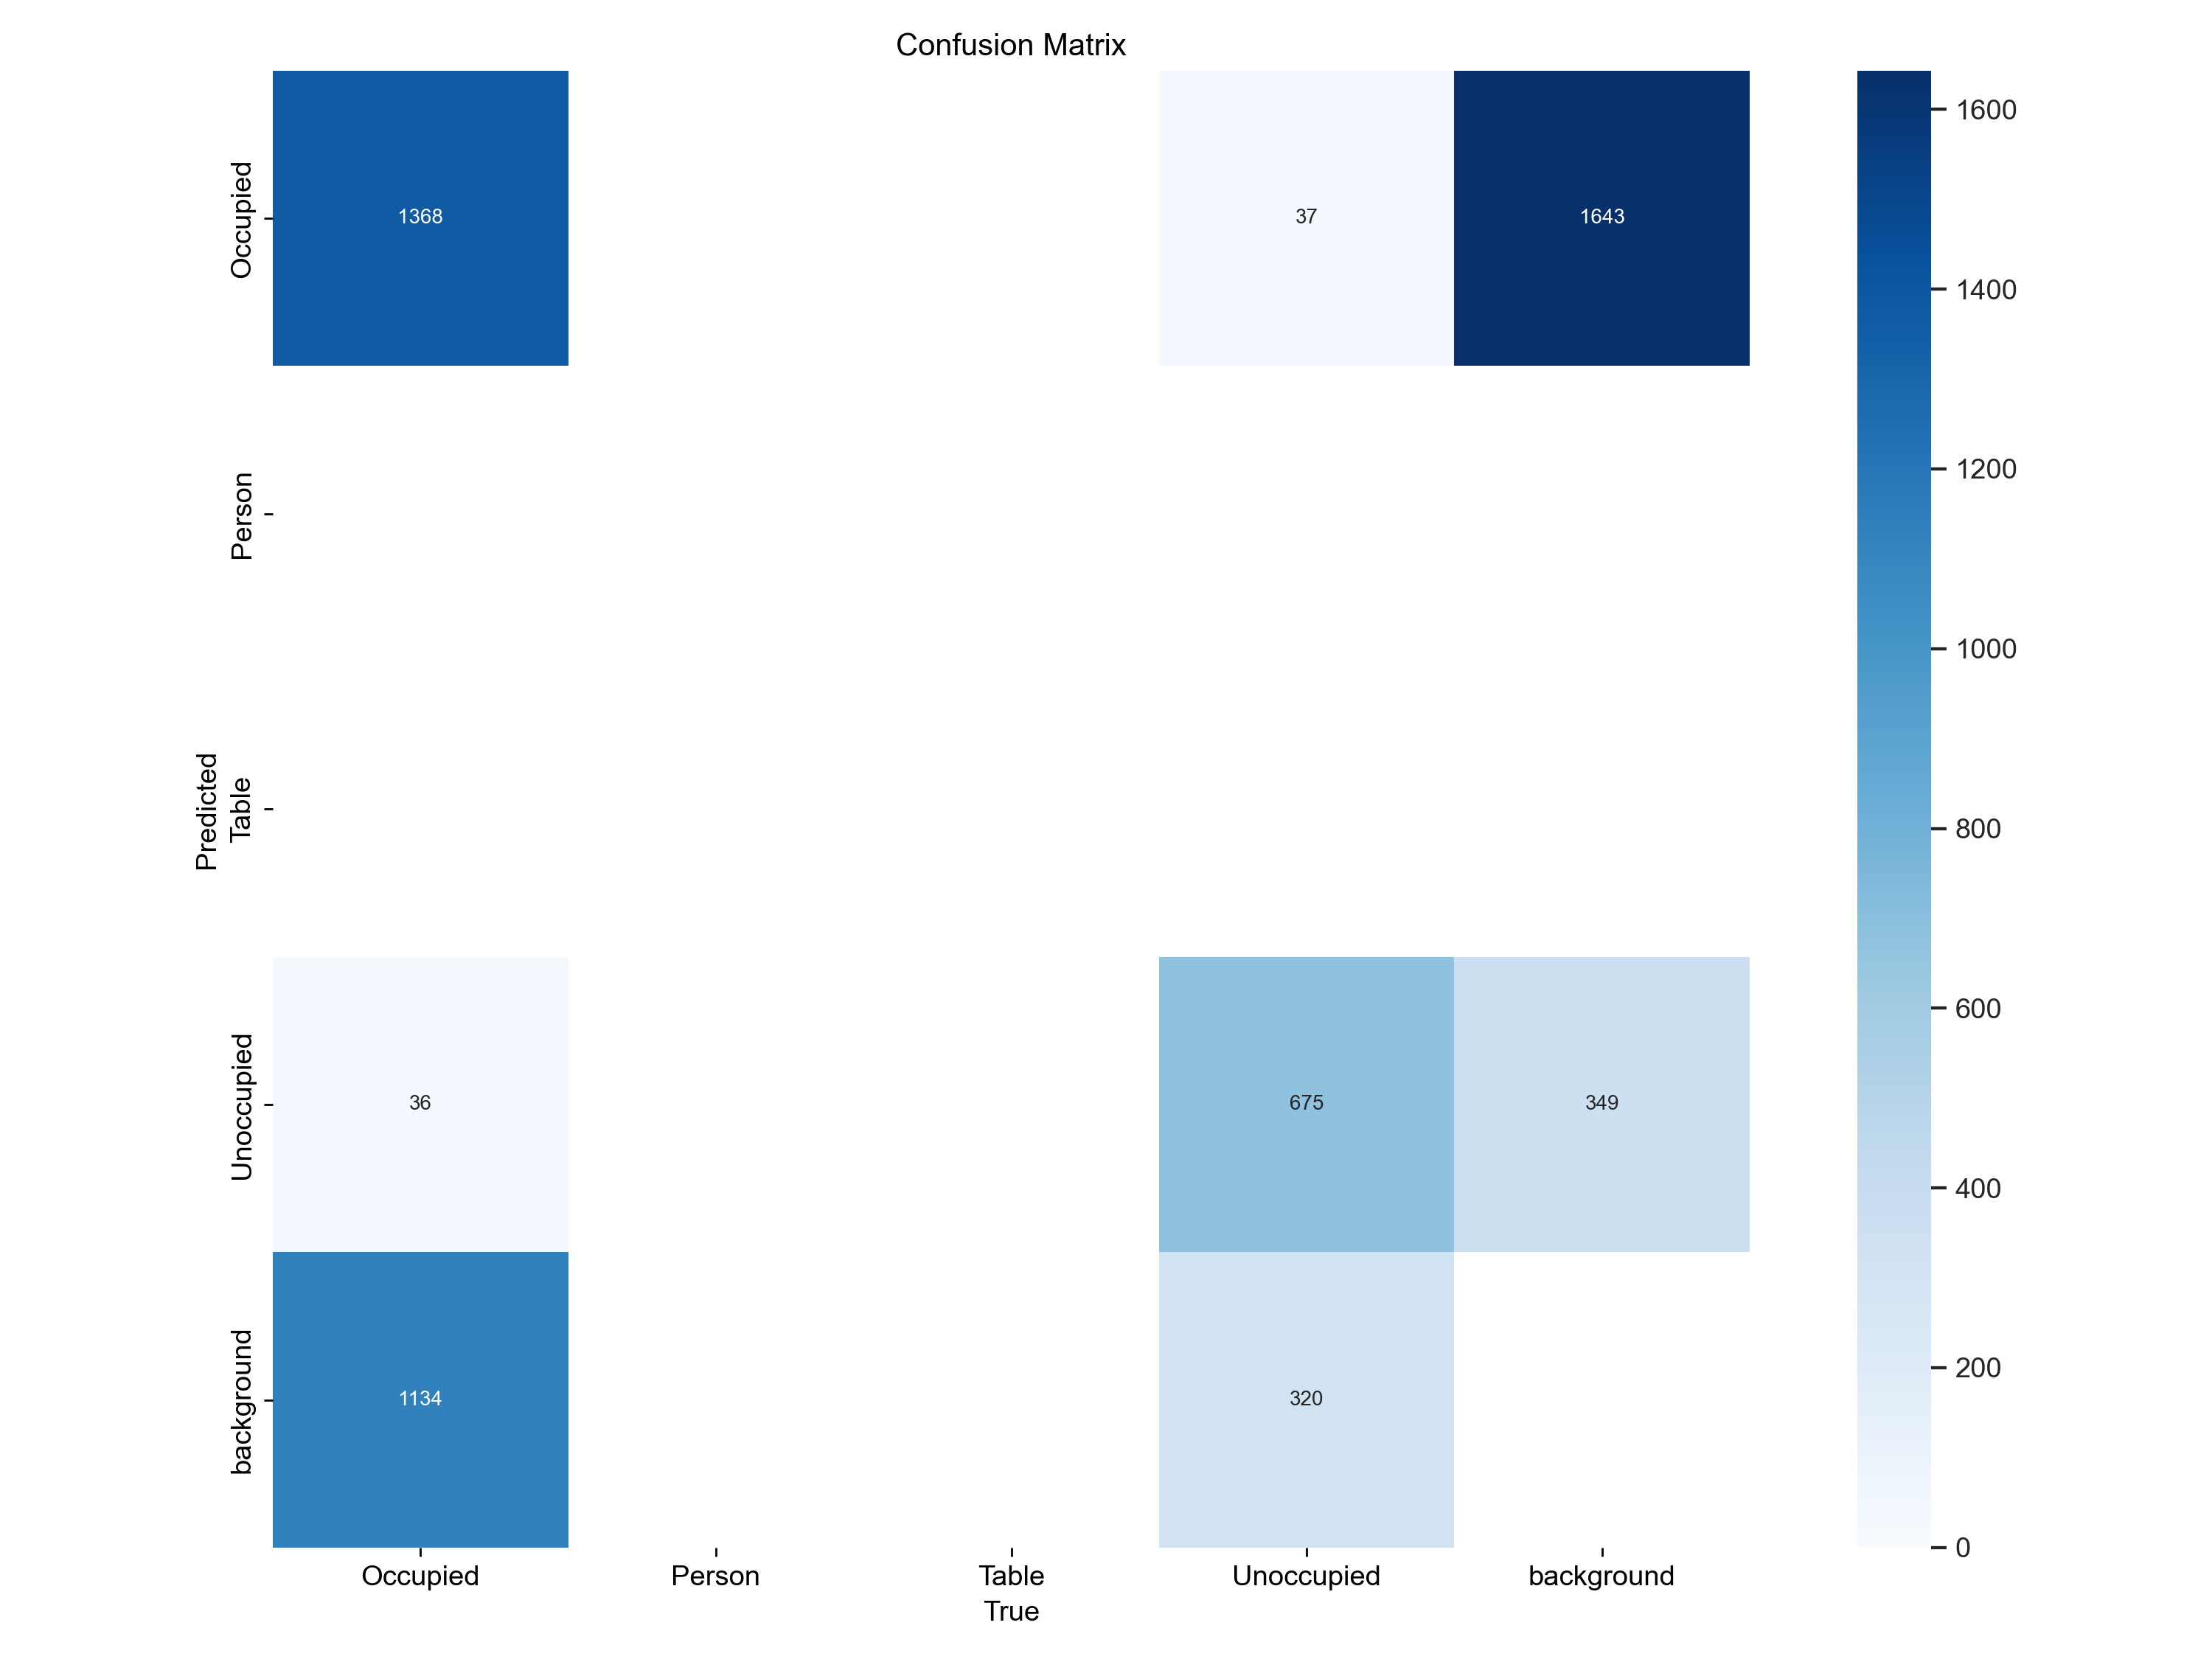 Confusion Matrix
Predicted
Occupied
Person
Table
Unoccupied
background
1368
37
1643
36
675
349
1134
320
Occupied
Person
Table
Unoccupied
background
True
1600
1400
1200
1000
800
600
400
200
0